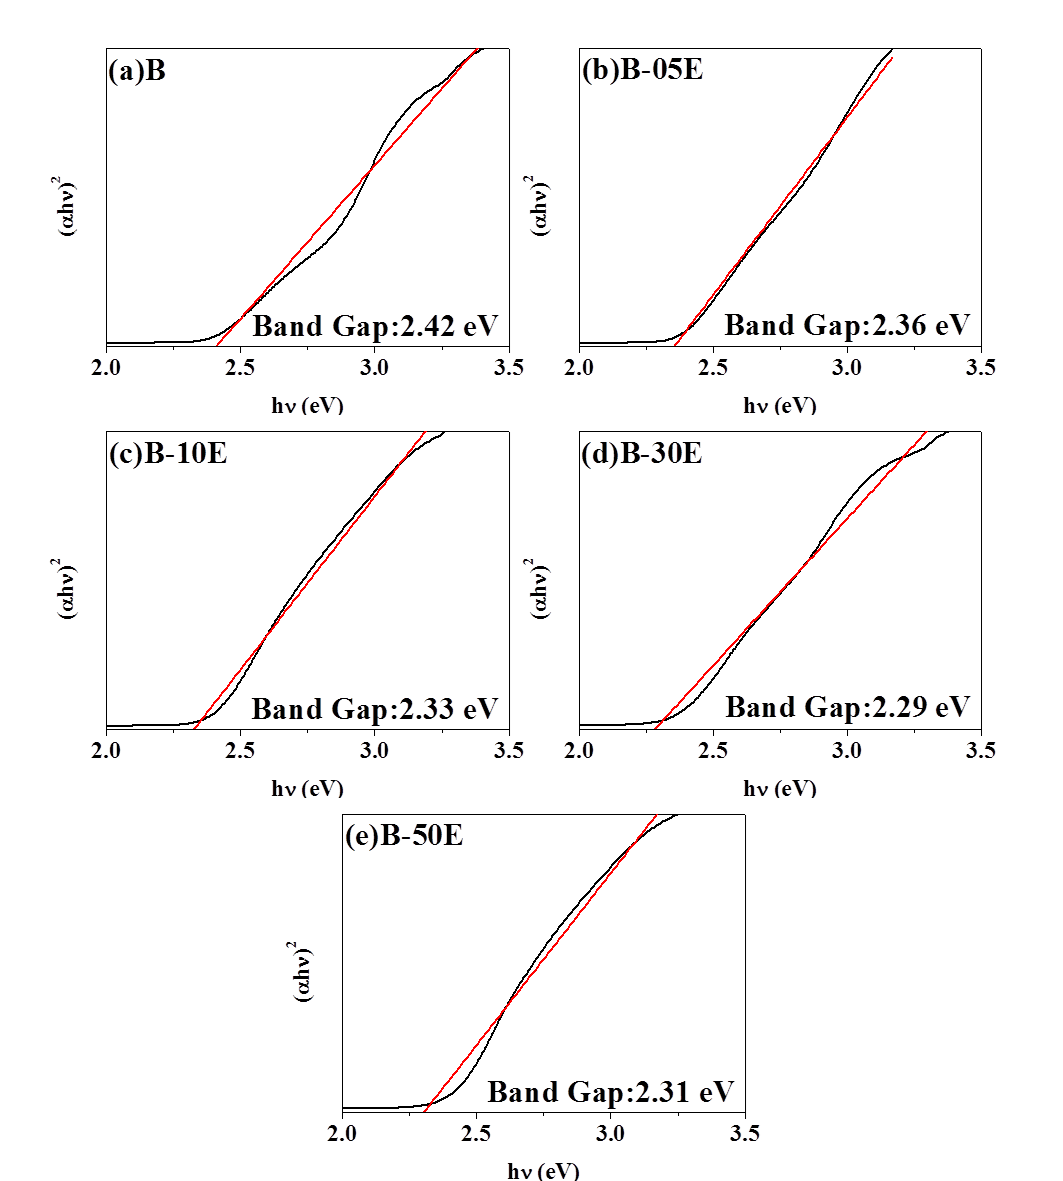 (a)B
(αhν)²
Band Gap:2.42 eV
2.0 2.5 3.0 3.5
hν (eV)
(b)B-05E
(αhν)²
Band Gap:2.36 eV
2.0 2.5 3.0 3.5
hν (eV)
(c)B-10E
(αhν)²
Band Gap:2.33 eV
2.0 2.5 3.0 3.5
hν (eV)
(d)B-30E
(αhν)²
Band Gap:2.29 eV
2.0 2.5 3.0 3.5
hν (eV)
(e)B-50E
(αhν)²
Band Gap:2.31 eV
2.0 2.5 3.0 3.5
hν (eV)